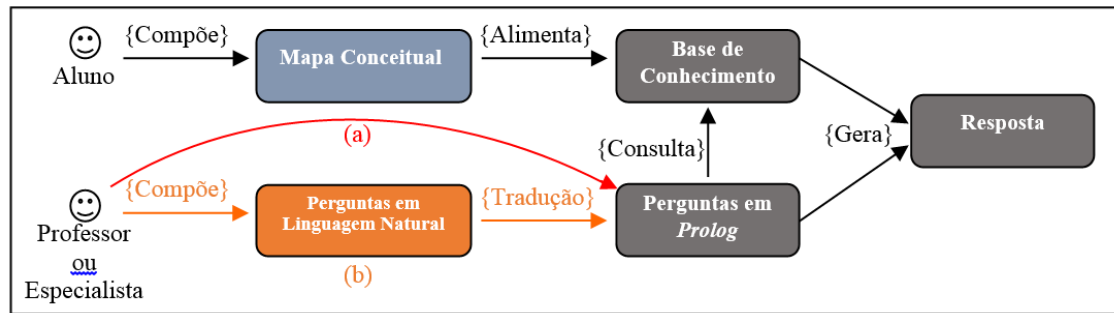 {Compõe}
Aluno
Mapa Conceitual
{Alimenta}
Base de
Conhecimento
{Gera}
Resposta
(a)
{Consulta}
{Compõe}
Professor
ou
Especialista
Perguntas em
Linguagem Natural
(b)
{Tradução}
Perguntas em
Prolog